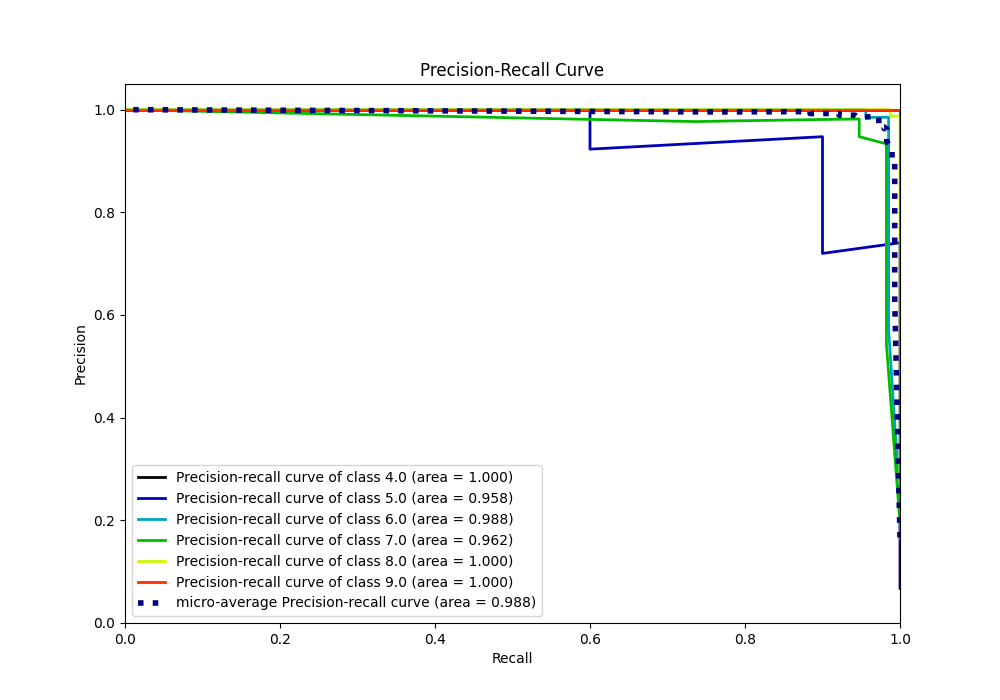 Precision-Recall Curve
1.0
0.8
0.6
0.4
0.2
0.0
Precision
Precision-recall curve of class 4.0 (area = 1.000)
Precision-recall curve of class 5.0 (area = 0.958)
Precision-recall curve of class 6.0 (area = 0.988)
Precision-recall curve of class 7.0 (area = 0.962)
Precision-recall curve of class 8.0 (area = 1.000)
Precision-recall curve of class 9.0 (area = 1.000)
micro-average Precision-recall curve (area = 0.988)
0.0 0.2 0.4 0.6 0.8 1.0
Recall